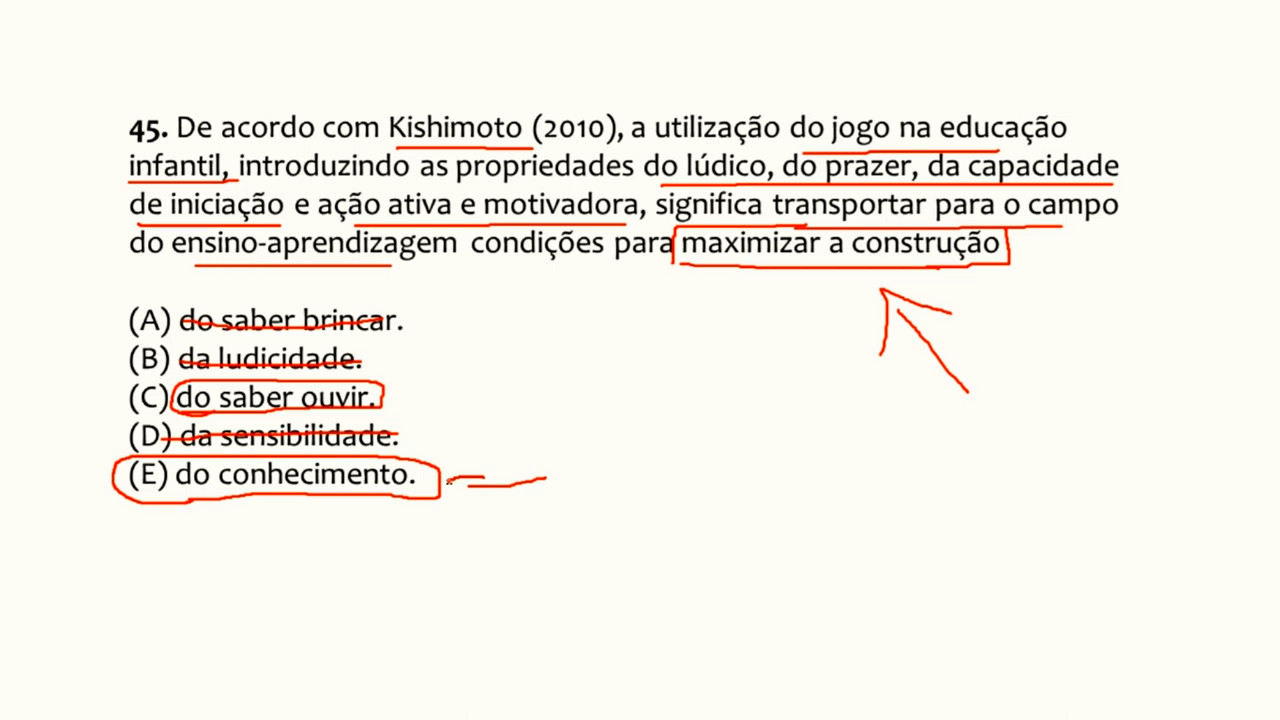 45. De acordo com Kishimoto (2010), a utilização do jogo na educação
infantil, introduzindo as propriedades do lúdico, do prazer, da capacidade
de iniciação e ação ativa e motivadora, significa transportar para o campo
do ensino-aprendizagem condições para maximizar a construção
(A) do saber brincar.
(B) da ludicidade.
(C) do saber ouvir.
(D) da sensibilidade.
(E) do conhecimento.